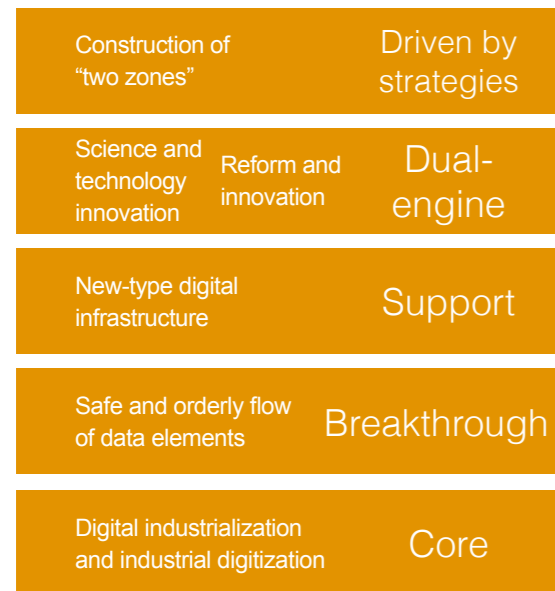 Construction of
“two zones”
Driven by
strategies
Science and
technology
innovation
Reform and
innovation
Dual-
engine
New-type digital
infrastructure
Support
Safe and orderly flow
of data elements
Breakthrough
Digital industrialization
and industrial digitization
Core